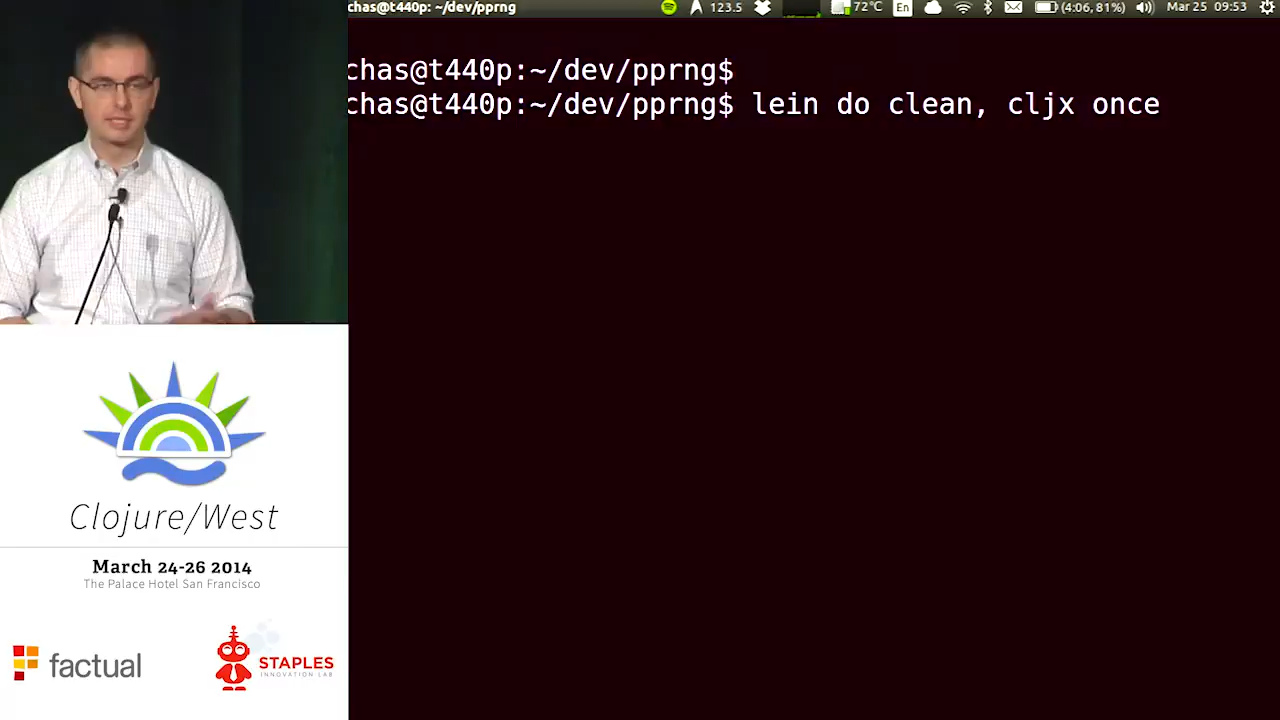 chas@t440p: ~/dev/pprng
123.5
72°C
En
(4:06, 81%)
Mar 25 09:53
chas@t440p:~/dev/pprng$
chas@t440p:~/dev/pprng$ lein do clean, cljx once
Clojure/West
March 24-26 2014
The Palace Hotel San Francisco
factual
STAPLES
INNOVATION LAB